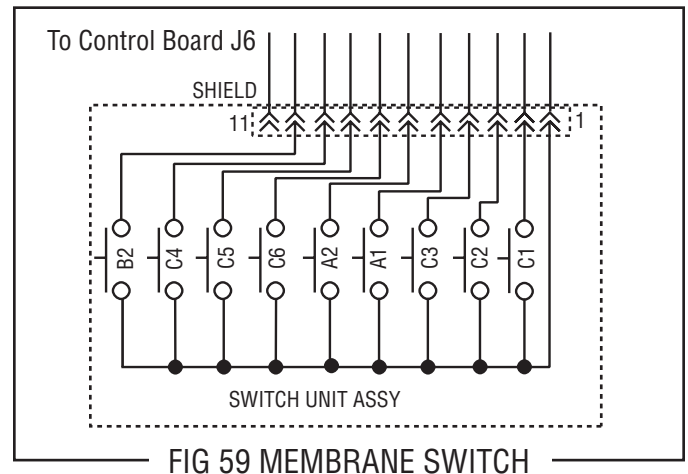 To Control Board J6
SHIELD
11 1
B2 C4 C5 C6 A2 A1 C3 C2 C1
SWITCH UNIT ASSY
FIG 59 MEMBRANE SWITCH